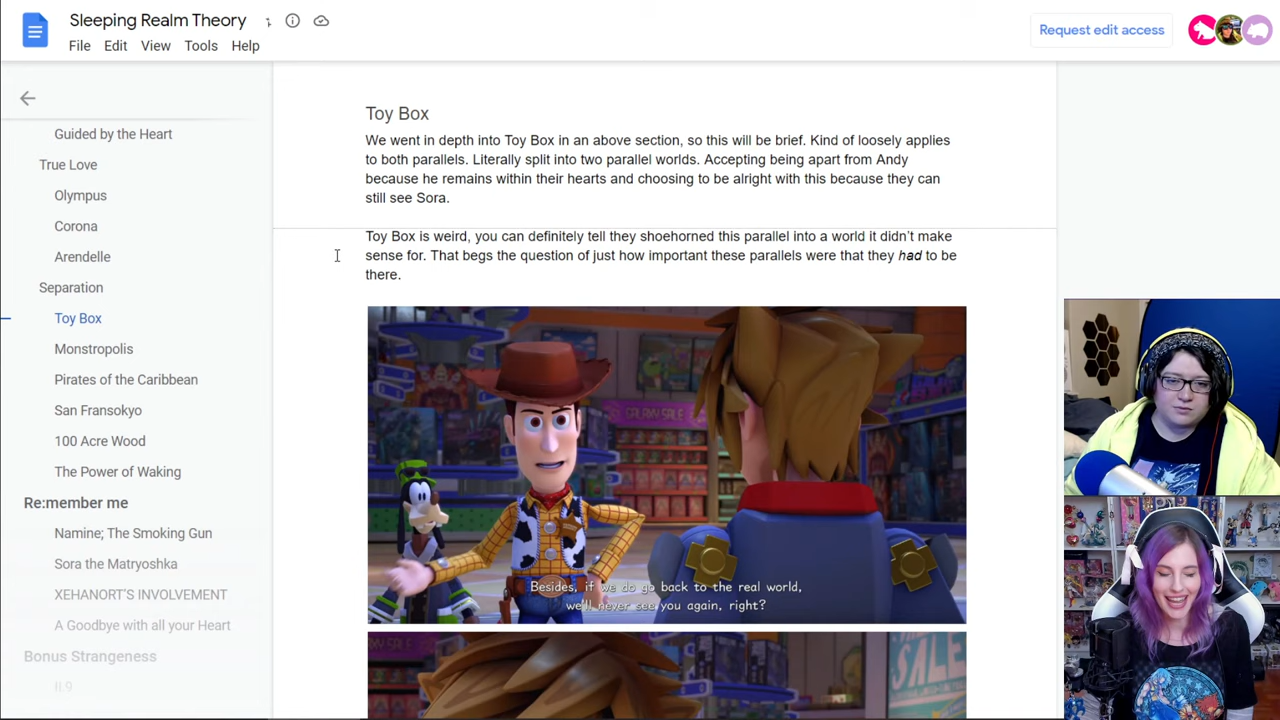 Sleeping Realm Theory
File Edit View Tools Help
Request edit access
Guided by the Heart
True Love
Olympus
Corona
Arendelle
Separation
Toy Box
Monstropolis
Pirates of the Caribbean
San Fransokyo
100 Acre Wood
The Power of Waking
Re:member me
Namine; The Smoking Gun
Sora the Matryoshka
XEHANORT'S INVOLVEMENT
A Goodbye with all your Heart
Bonus Strangeness
II.9
Toy Box
We went in depth into Toy Box in an above section, so this will be brief. Kind of loosely applies
to both parallels. Literally split into two parallel worlds. Accepting being apart from Andy
because he remains within their hearts and choosing to be alright with this because they can
still see Sora.
Toy Box is weird, you can definitely tell they shoehorned this parallel into a world it didn't make
sense for. That begs the question of just how important these parallels were that they had to be
there.
GALAXY SALE
Besides, if we do go back to the real world,
we'll never see you again, right?
SALE